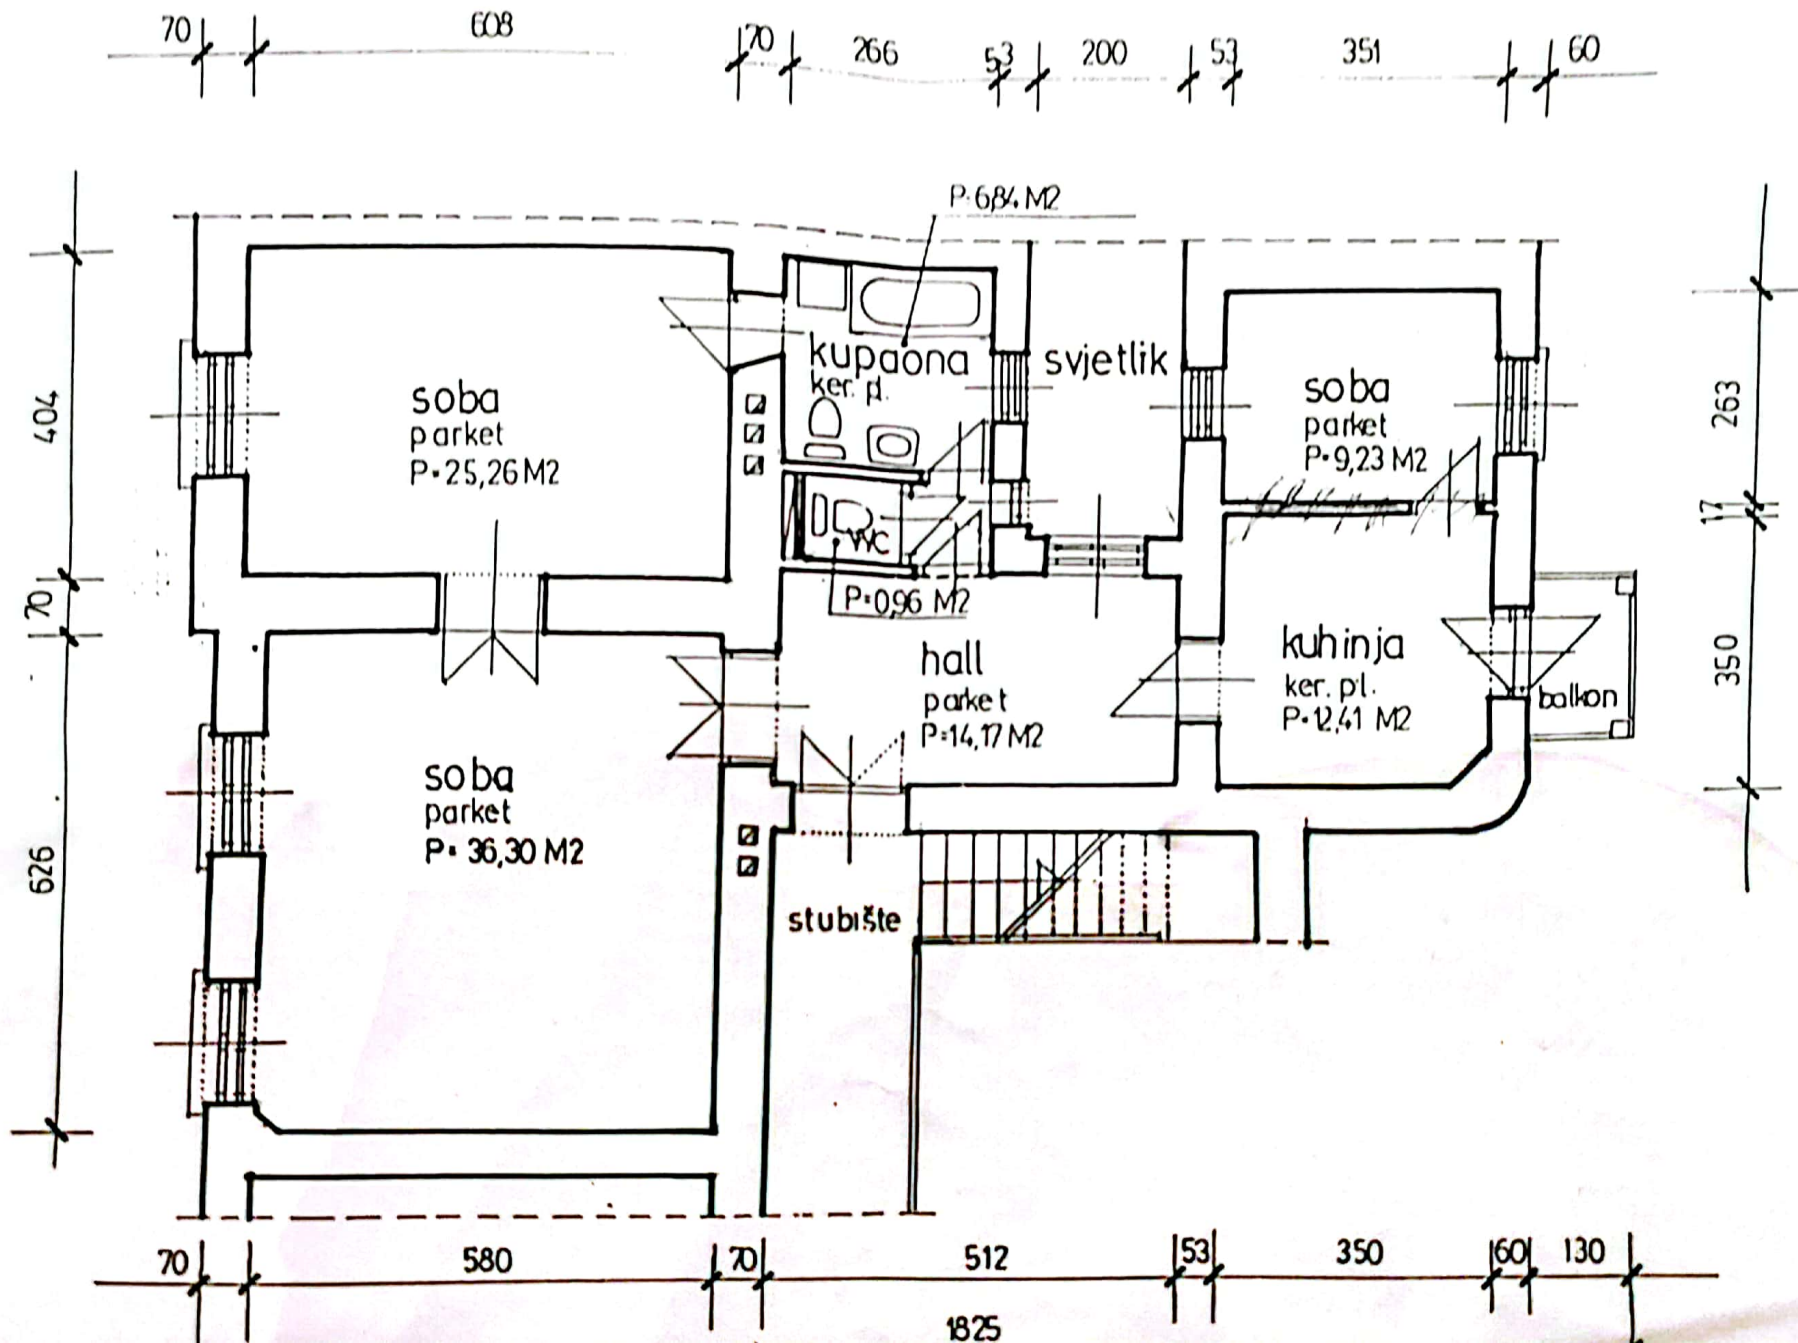 70 608 70 266 53 200 53 351 60
P=6,84 M2
kupaona
ker. pl.
svjetlik
soba
parket
P=25,26 M2
soba
parket
P=9,23 M2
404
263
17
WC
P=0,96 M2
70
hall
parket
P=14,17 M2
kuhinja
ker. pl.
P=12,41 M2
balkon
350
soba
parket
P= 36,30 M2
626
stubište
70 580 70 512 53 350 60 130
1825